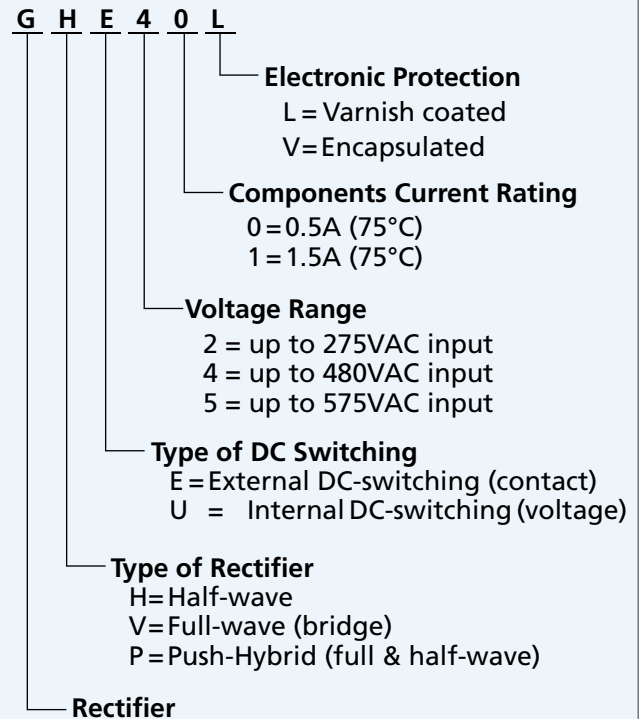 G H E 4 0 L
Electronic Protection
L = Varnish coated
V=Encapsulated
Components Current Rating
0=0.5A (75°C)
1=1.5A (75°C)
Voltage Range
2 = up to 275VAC input
4 = up to 480VAC input
5 = up to 575VAC input
Type of DC Switching
E=External DC-switching (contact)
U = Internal DC-switching (voltage)
Type of Rectifier
H=Half-wave
V=Full-wave (bridge)
P=Push-Hybrid (full & half-wave)
Rectifier